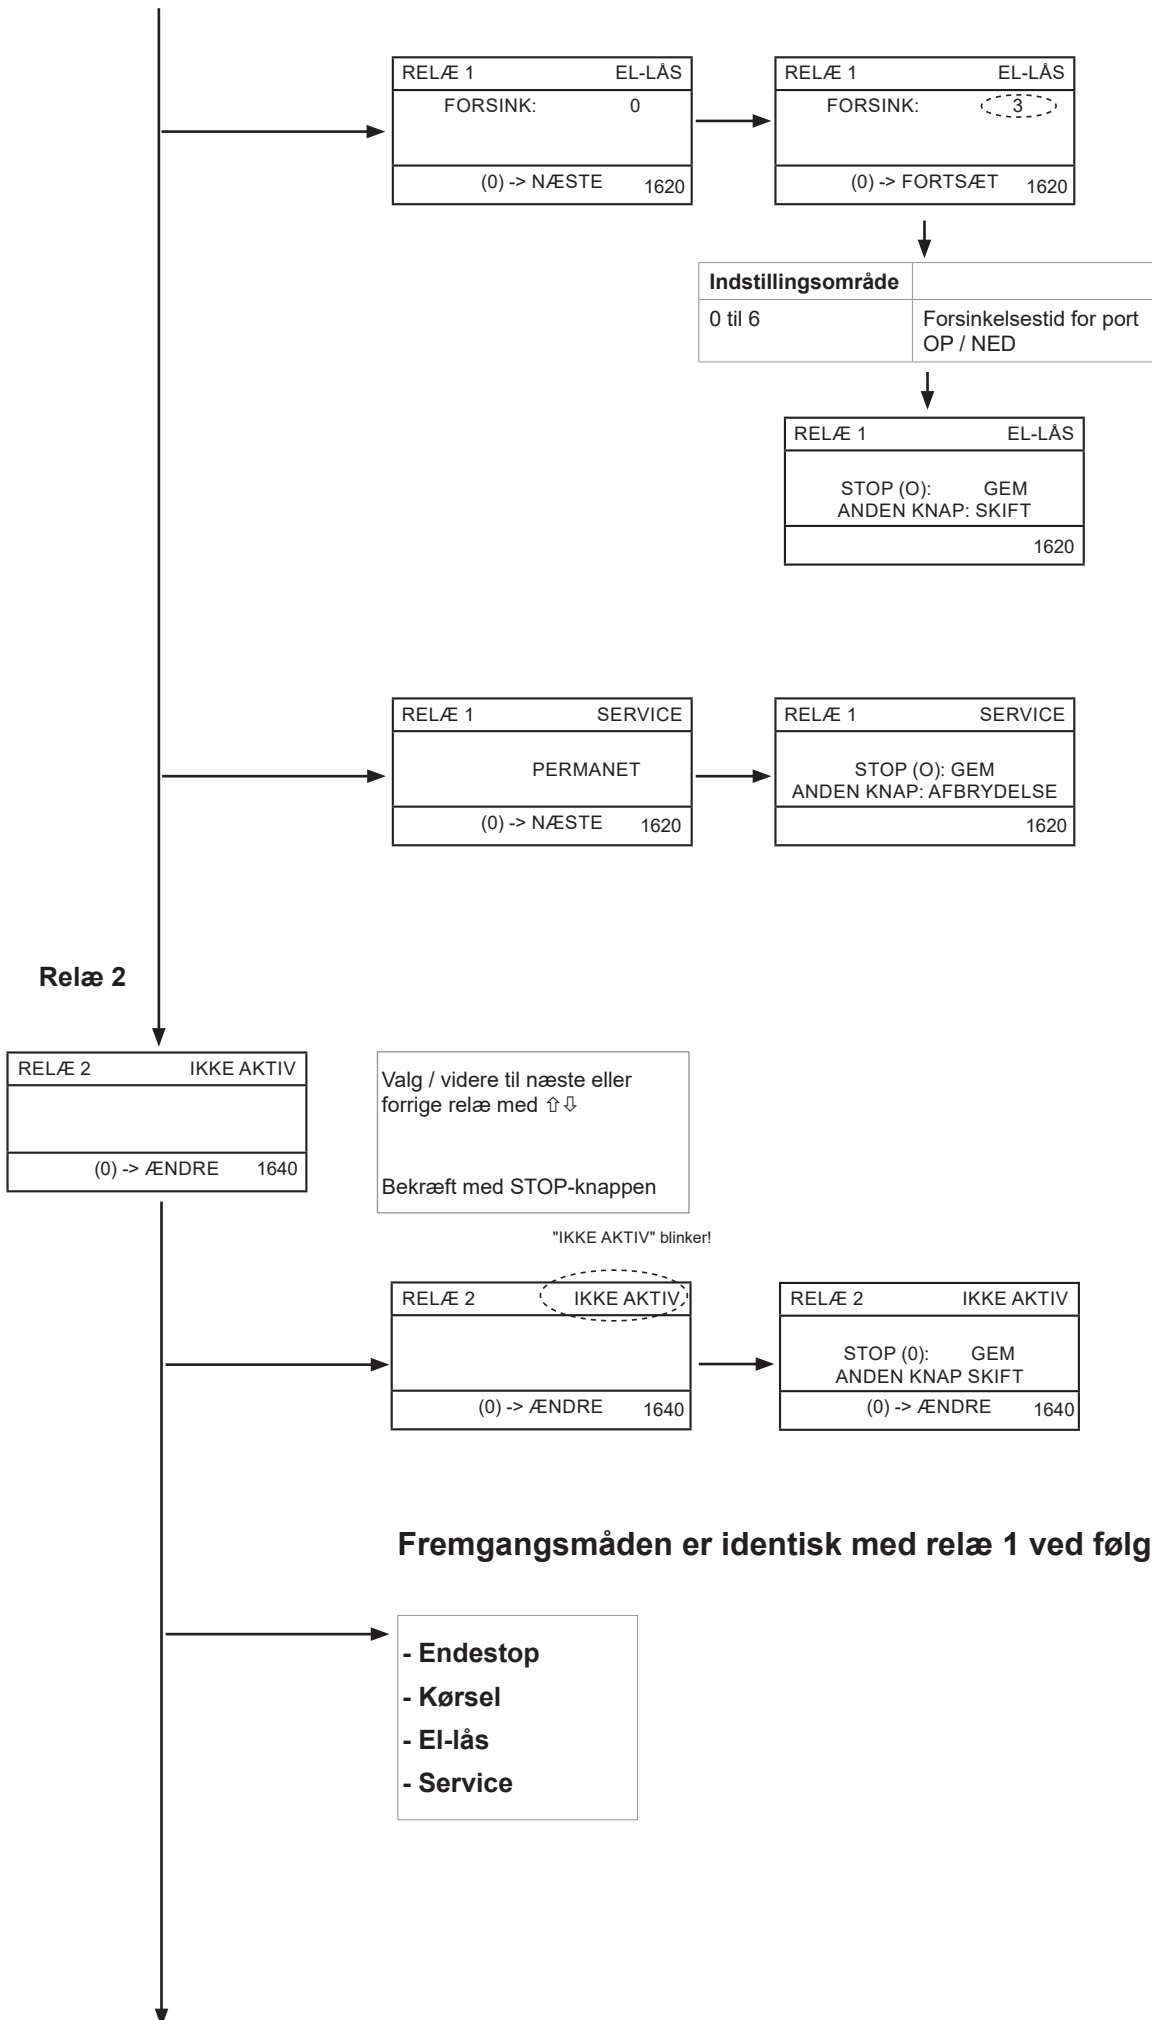 RELÆ 1 EL-LÅS
FORSINK: 0
(0) -> NÆSTE 1620
RELÆ 1 EL-LÅS
FORSINK: 3
(0) -> FORTSÆT 1620
Indstillingsområde
0 til 6
Forsinkelsestid for port
OP / NED
RELÆ 1 EL-LÅS
STOP (O): GEM
ANDEN KNAP: SKIFT
1620
RELÆ 1 SERVICE
PERMANET
(0) -> NÆSTE 1620
RELÆ 1 SERVICE
STOP (O): GEM
ANDEN KNAP: AFBRYDELSE
1620
Relæ 2
RELÆ 2 IKKE AKTIV
(0) -> ÆNDRE 1640
Valg / videre til næste eller
forrige relæ med ⇧⇩
Bekræft med STOP-knappen
"IKKE AKTIV" blinker!
RELÆ 2 IKKE AKTIV
(0) -> ÆNDRE 1640
RELÆ 2 IKKE AKTIV
STOP (0): GEM
ANDEN KNAP SKIFT
(0) -> ÆNDRE 1640
Fremgangsmåden er identisk med relæ 1 ved følg
- Endestop
- Kørsel
- El-lås
- Service